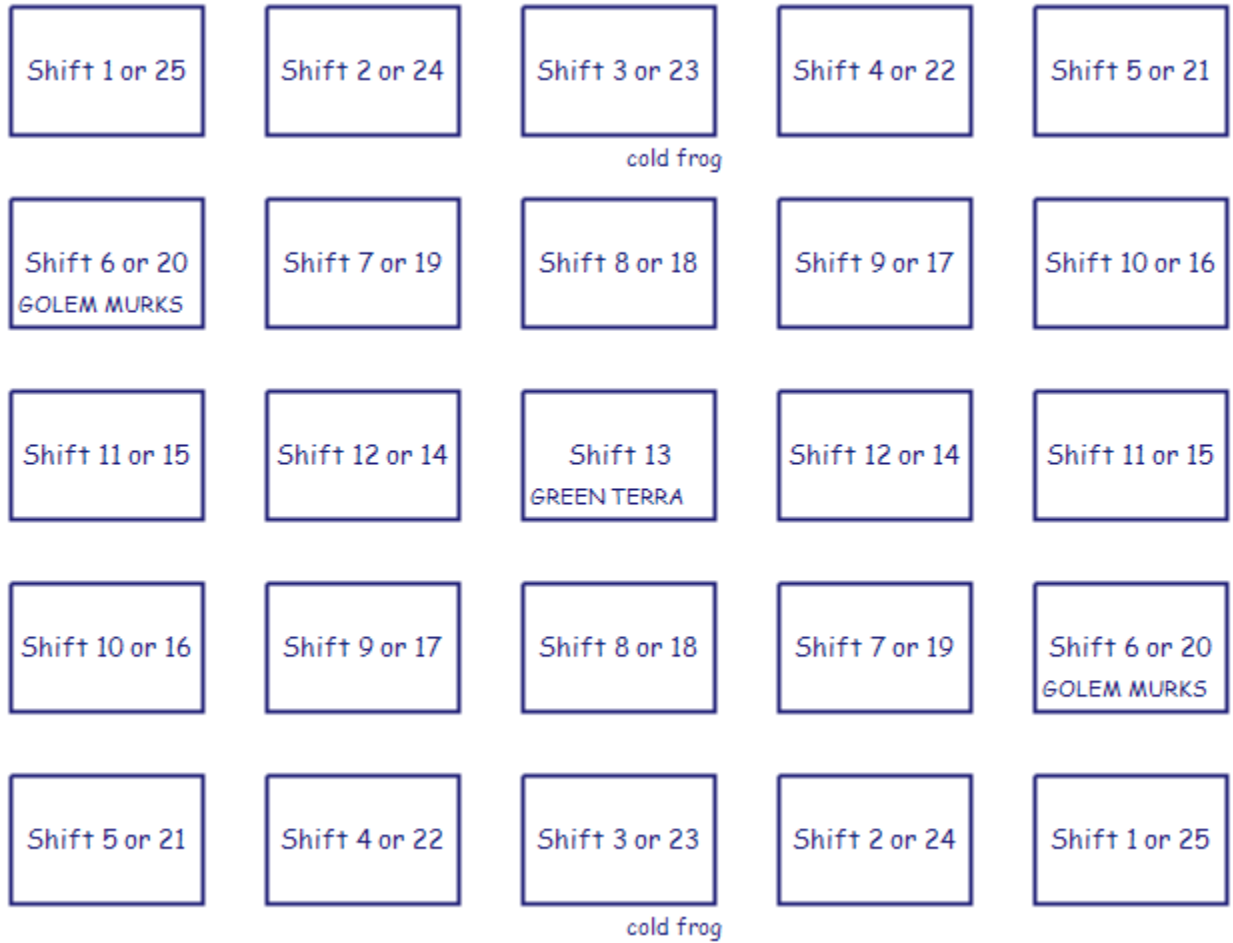 Shift 1 or 25
Shift 2 or 24
Shift 3 or 23
Shift 4 or 22
Shift 5 or 21
cold frog
Shift 6 or 20
GOLEM MURKS
Shift 7 or 19
Shift 8 or 18
Shift 9 or 17
Shift 10 or 16
Shift 11 or 15
Shift 12 or 14
Shift 13
GREEN TERRA
Shift 12 or 14
Shift 11 or 15
Shift 10 or 16
Shift 9 or 17
Shift 8 or 18
Shift 7 or 19
Shift 6 or 20
GOLEM MURKS
Shift 5 or 21
Shift 4 or 22
Shift 3 or 23
Shift 2 or 24
Shift 1 or 25
cold frog